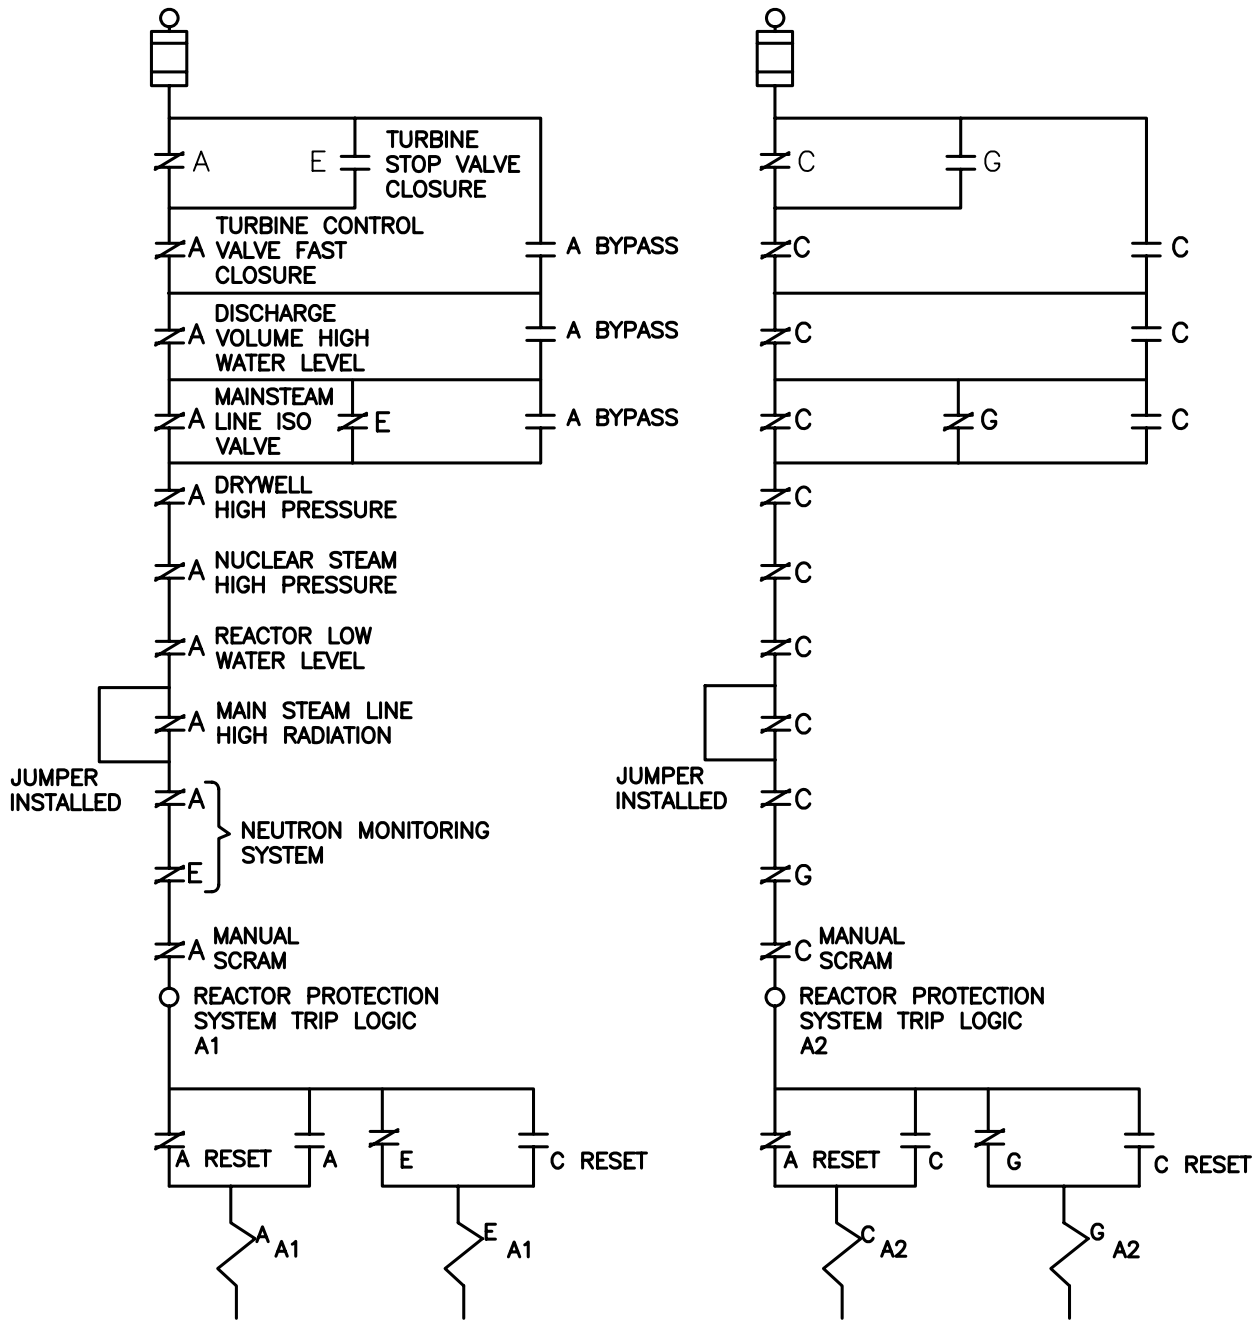 A
E
TURBINE
STOP VALVE
CLOSURE
A
TURBINE CONTROL
VALVE FAST
CLOSURE
A BYPASS
A
DISCHARGE
VOLUME HIGH
WATER LEVEL
A BYPASS
A
MAINSTEAM
LINE ISO
VALVE
E
A BYPASS
A
DRYWELL
HIGH PRESSURE
A
NUCLEAR STEAM
HIGH PRESSURE
A
REACTOR LOW
WATER LEVEL
A
MAIN STEAM LINE
HIGH RADIATION
JUMPER
INSTALLED
A
E
NEUTRON MONITORING
SYSTEM
A
MANUAL
SCRAM
REACTOR PROTECTION
SYSTEM TRIP LOGIC
A1
A RESET
A
E
C RESET
A
A1
E
A1
C
G
C
C
C
C
C
G
C
C
C
C
C
JUMPER
INSTALLED
C
G
C
MANUAL
SCRAM
REACTOR PROTECTION
SYSTEM TRIP LOGIC
A2
A RESET
C
G
C RESET
C
A2
G
A2